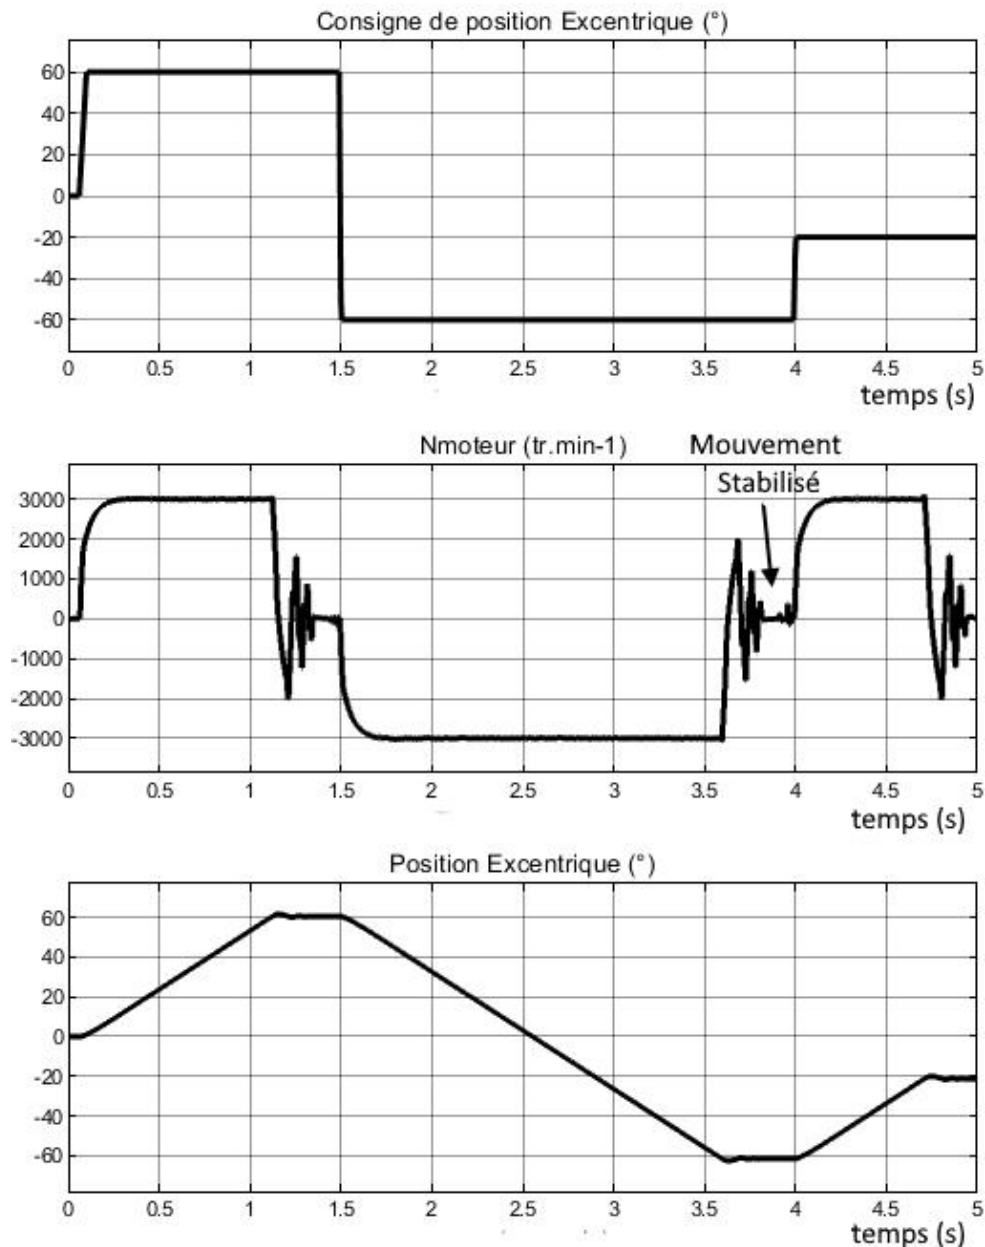 Consigne de position Excentrique (°)
60
40
20
0
-20
-40
-60
0 0.5 1 1.5 2 2.5 3 3.5 4 4.5 5
temps (s)
Nmoteur (tr.min-1)
Mouvement
Stabilisé
3000
2000
1000
0
-1000
-2000
-3000
0 0.5 1 1.5 2 2.5 3 3.5 4 4.5 5
temps (s)
Position Excentrique (°)
60
40
20
0
-20
-40
-60
0 0.5 1 1.5 2 2.5 3 3.5 4 4.5 5
temps (s)